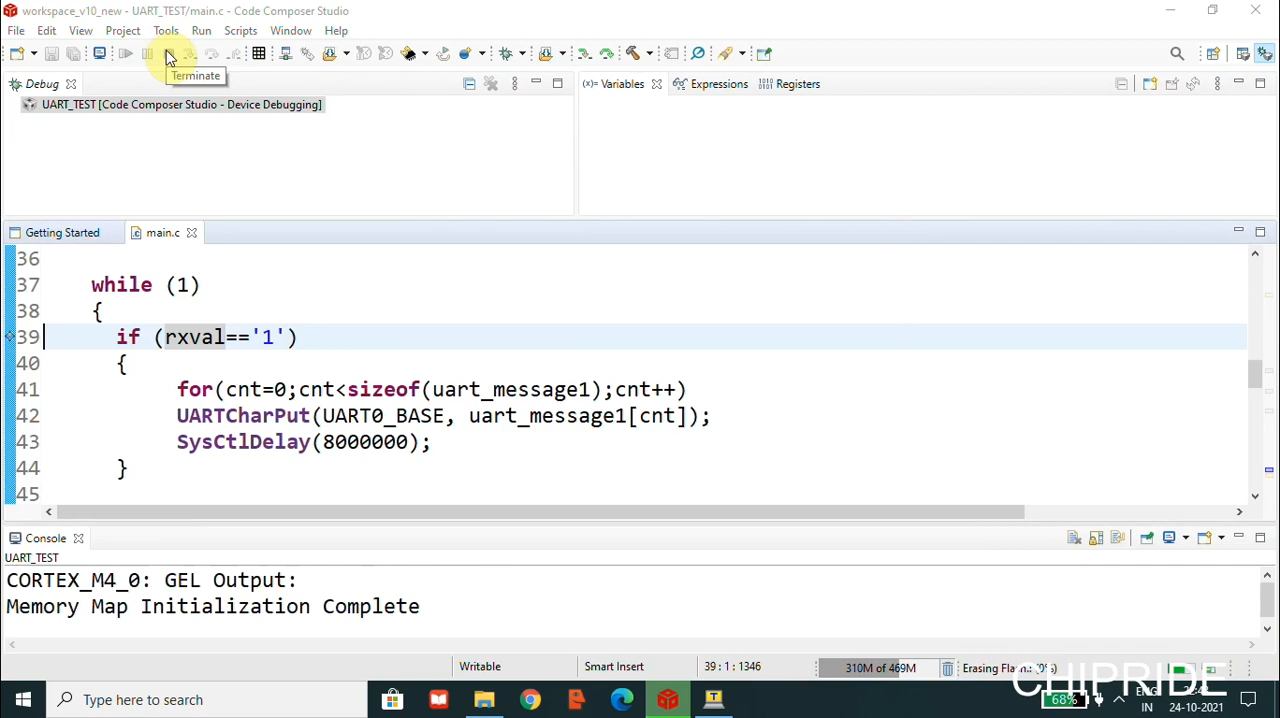 workspace_v10_new - UART_TEST/main.c - Code Composer Studio
File Edit View Project Tools Run Scripts Window Help
Terminate
Debug
(x)= Variables Expressions Registers
UART_TEST [Code Composer Studio - Device Debugging]
Getting Started main.c
36
37 while (1)
38 {
39 if (rxval=='1')
40 {
41 for(cnt=0;cnt<sizeof(uart_message1);cnt++)
42 UARTCharPut(UART0_BASE, uart_message1[cnt]);
43 SysCtlDelay(8000000);
44 }
45
Console
UART_TEST
CORTEX_M4_0: GEL Output:
Memory Map Initialization Complete
Writable Smart Insert 39 : 1 : 1346 310M of 469M Erasing Flash
CHIPRIDE
Type here to search
68%
ENG
IN 24-10-2021